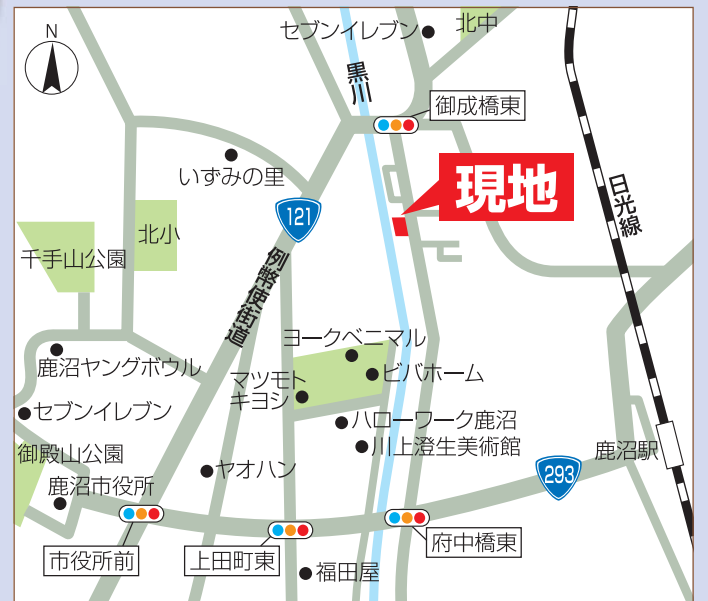 N
セブンイレブン
北中
黒川
御成橋東
いずみの里
現地
121
日光線
北小
千手山公園
例幣使街道
ヨークベニマル
鹿沼ヤングボウル
マツモト
キヨシ
ビバホーム
セブンイレブン
ハローワーク鹿沼
川上澄生美術館
鹿沼駅
御殿山公園
ヤオハン
293
鹿沼市役所
市役所前
上田町東
府中橋東
福田屋